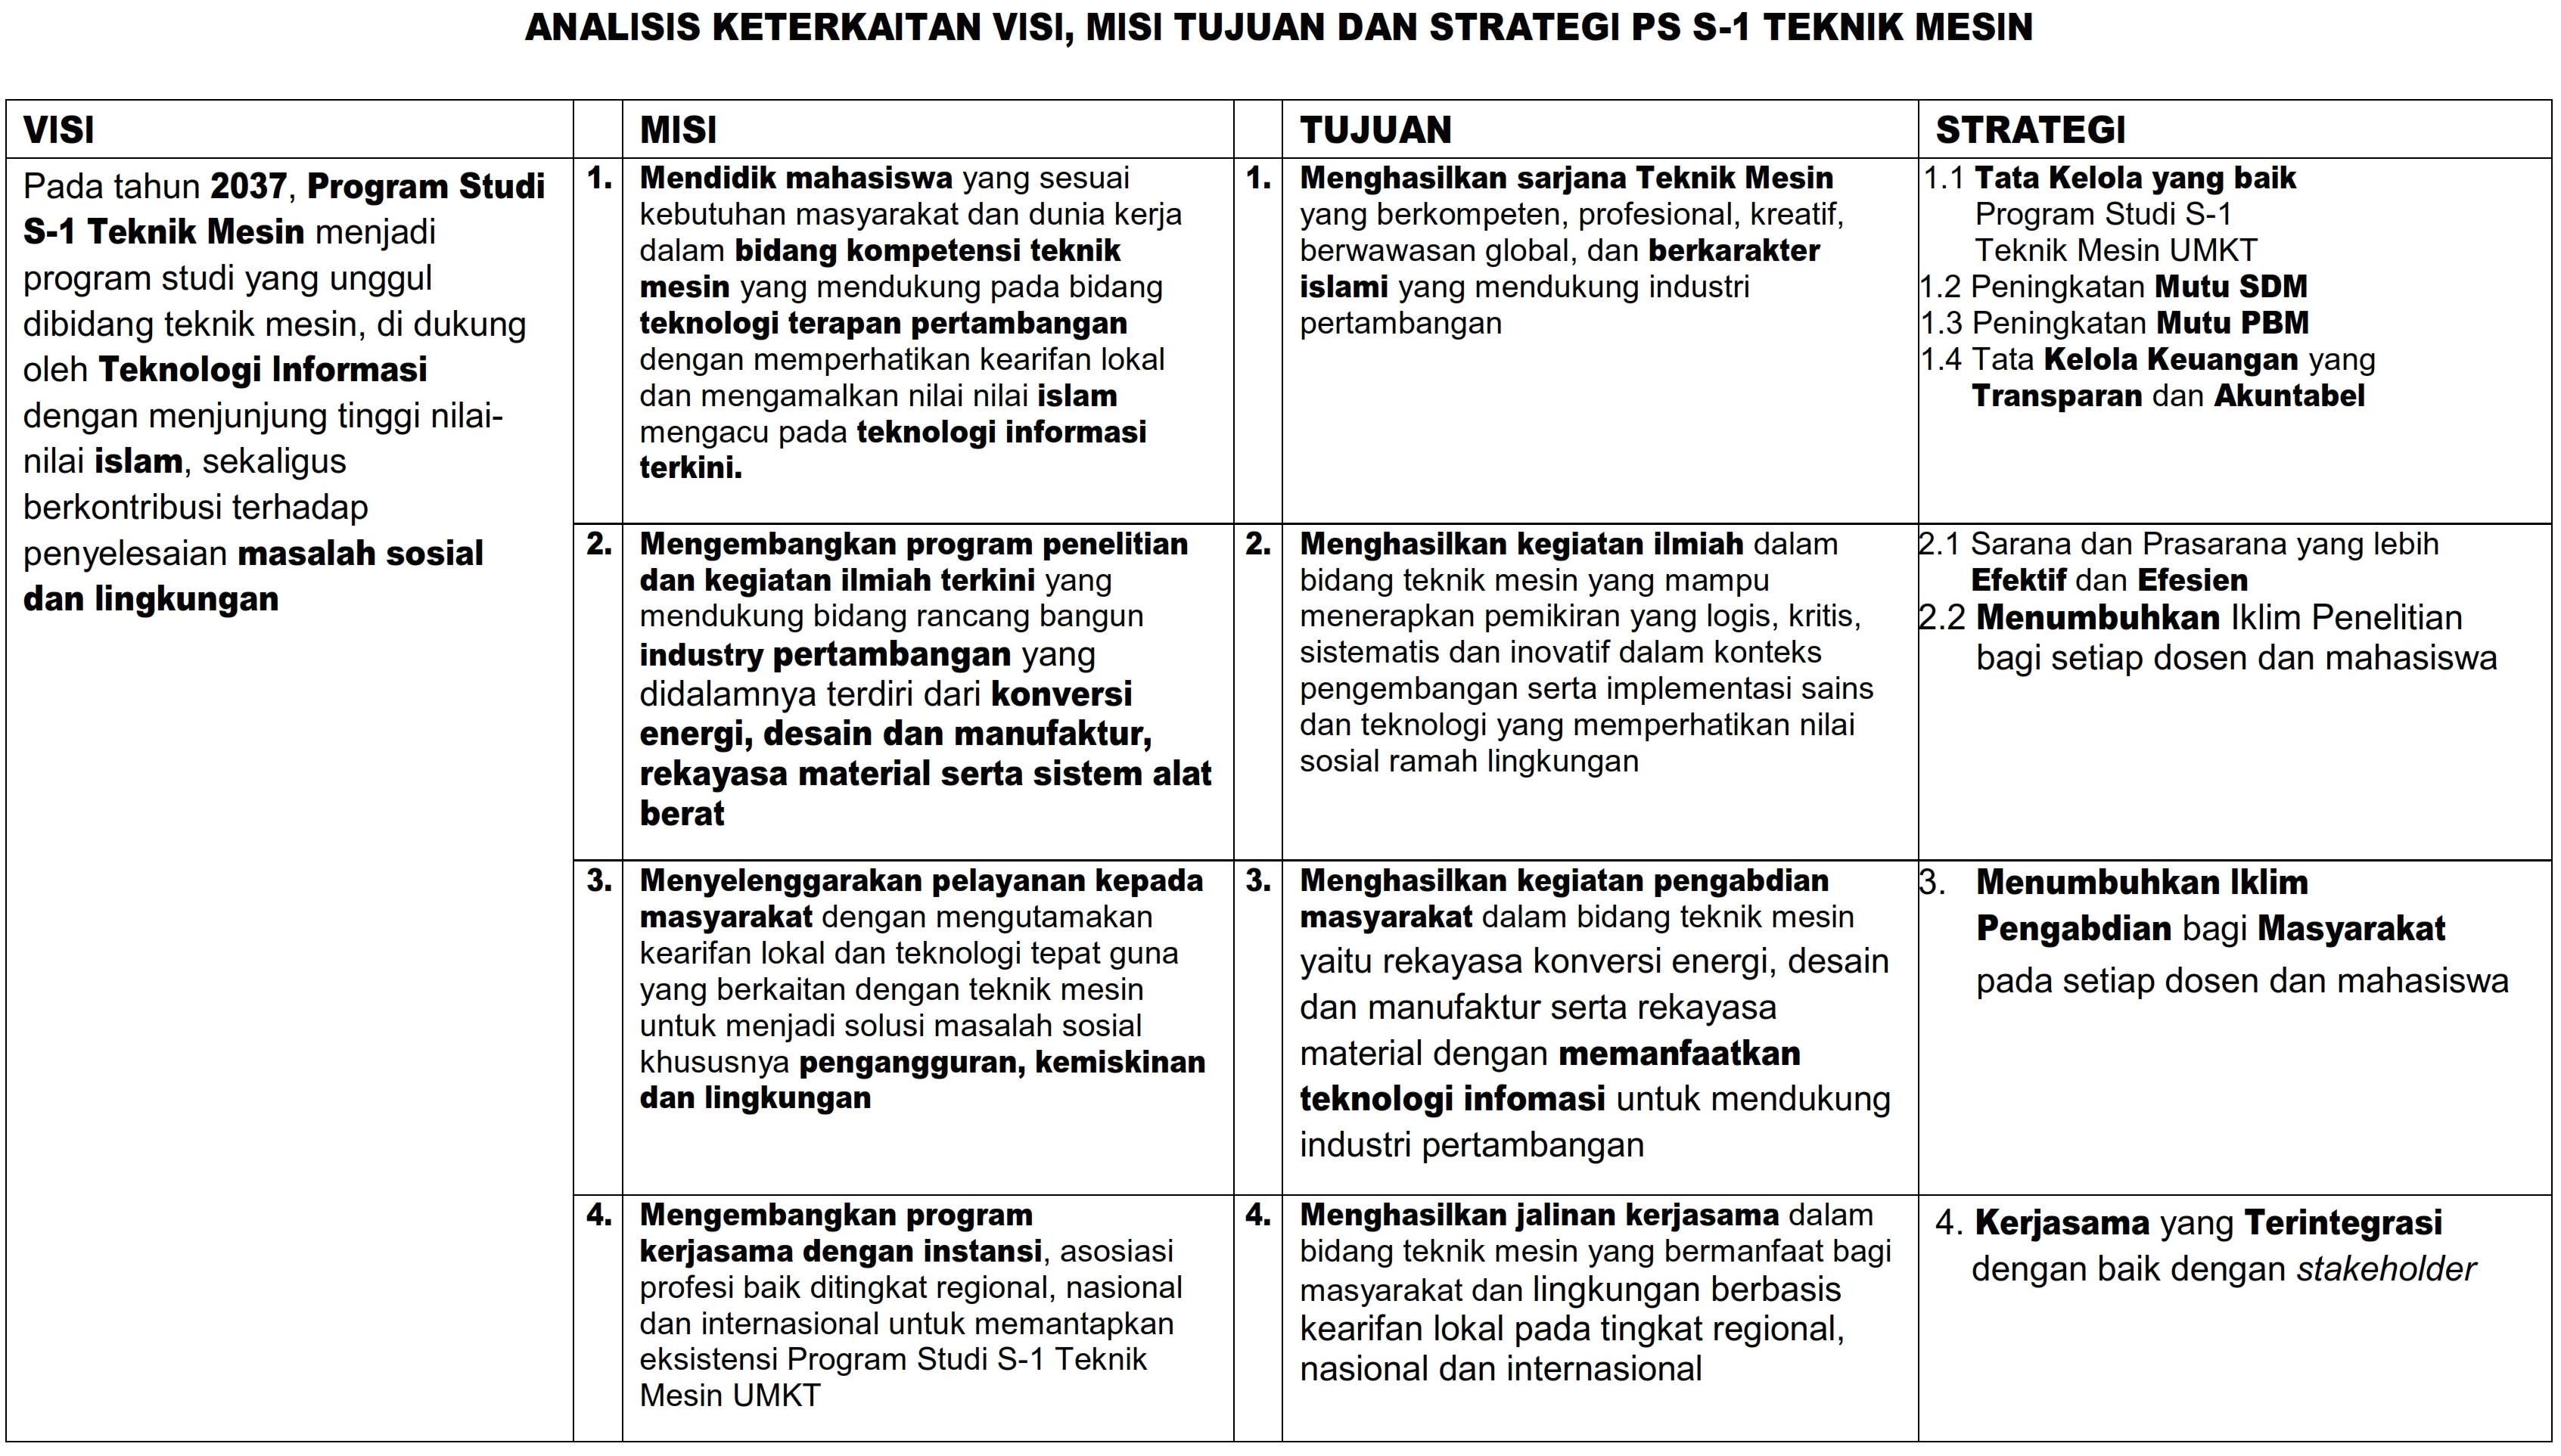 ANALISIS KETERKAITAN VISI, MISI TUJUAN DAN STRATEGI PS S-1 TEKNIK MESIN
VISI
MISI
TUJUAN
STRATEGI
Pada tahun 2037, Program Studi
S-1 Teknik Mesin menjadi
program studi yang unggul
dibidang teknik mesin, di dukung
oleh Teknologi Informasi
dengan menjunjung tinggi nilai-
nilai islam, sekaligus
berkontribusi terhadap
penyelesaian masalah sosial
dan lingkungan
1.
Mendidik mahasiswa yang sesuai
kebutuhan masyarakat dan dunia kerja
dalam bidang kompetensi teknik
mesin yang mendukung pada bidang
teknologi terapan pertambangan
dengan memperhatikan kearifan lokal
dan mengamalkan nilai nilai islam
mengacu pada teknologi informasi
terkini.
1.
Menghasilkan sarjana Teknik Mesin
yang berkompeten, profesional, kreatif,
berwawasan global, dan berkarakter
islami yang mendukung industri
pertambangan
1.1 Tata Kelola yang baik
Program Studi S-1
Teknik Mesin UMKT
1.2 Peningkatan Mutu SDM
1.3 Peningkatan Mutu PBM
1.4 Tata Kelola Keuangan yang
Transparan dan Akuntabel
2.
Mengembangkan program penelitian
dan kegiatan ilmiah terkini yang
mendukung bidang rancang bangun
industry pertambangan yang
didalamnya terdiri dari konversi
energi, desain dan manufaktur,
rekayasa material serta sistem alat
berat
2.
Menghasilkan kegiatan ilmiah dalam
bidang teknik mesin yang mampu
menerapkan pemikiran yang logis, kritis,
sistematis dan inovatif dalam konteks
pengembangan serta implementasi sains
dan teknologi yang memperhatikan nilai
sosial ramah lingkungan
2.1 Sarana dan Prasarana yang lebih
Efektif dan Efesien
2.2 Menumbuhkan Iklim Penelitian
bagi setiap dosen dan mahasiswa
3.
Menyelenggarakan pelayanan kepada
masyarakat dengan mengutamakan
kearifan lokal dan teknologi tepat guna
yang berkaitan dengan teknik mesin
untuk menjadi solusi masalah sosial
khususnya pengangguran, kemiskinan
dan lingkungan
3.
Menghasilkan kegiatan pengabdian
masyarakat dalam bidang teknik mesin
yaitu rekayasa konversi energi, desain
dan manufaktur serta rekayasa
material dengan memanfaatkan
teknologi infomasi untuk mendukung
industri pertambangan
3. Menumbuhkan Iklim
Pengabdian bagi Masyarakat
pada setiap dosen dan mahasiswa
4.
Mengembangkan program
kerjasama dengan instansi, asosiasi
profesi baik ditingkat regional, nasional
dan internasional untuk memantapkan
eksistensi Program Studi S-1 Teknik
Mesin UMKT
4.
Menghasilkan jalinan kerjasama dalam
bidang teknik mesin yang bermanfaat bagi
masyarakat dan lingkungan berbasis
kearifan lokal pada tingkat regional,
nasional dan internasional
4. Kerjasama yang Terintegrasi
dengan baik dengan stakeholder